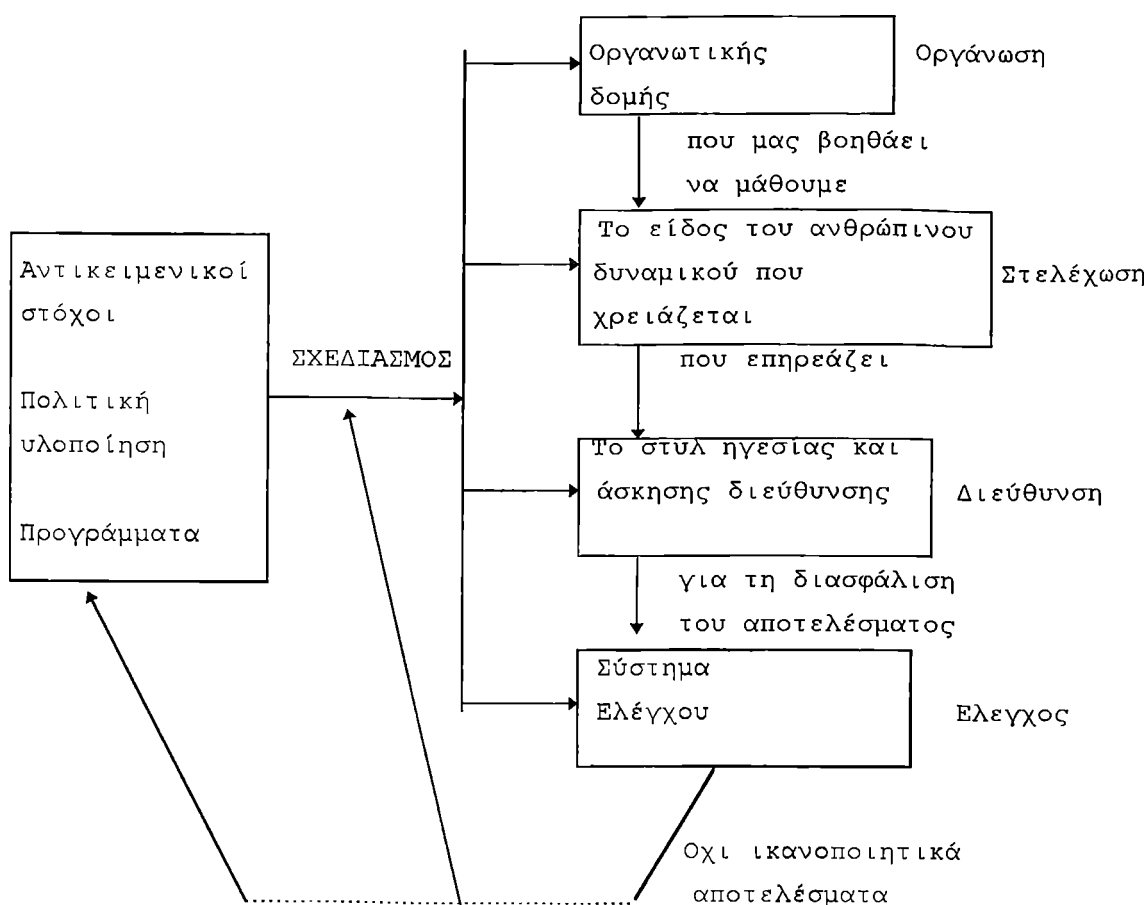 Οργανωτικής
δομής
Οργάνωση
που μας βοηθάει
να μάθουμε
Το είδος του ανθρώπινου
δυναμικού που
χρειάζεται
Στελέχωση
Αντικειμενικοί
στόχοι
Πολιτική
υλοποίηση
Προγράμματα
ΣΧΕΔΙΑΣΜΟΣ
που επηρεάζει
Το στυλ ηγεσίας και
άσκησης διεύθυνσης
Διεύθυνση
για τη διασφάλιση
του αποτελέσματος
Σύστημα
Ελέγχου
Ελεγχος
Οχι ικανοποιητικά
αποτελέσματα